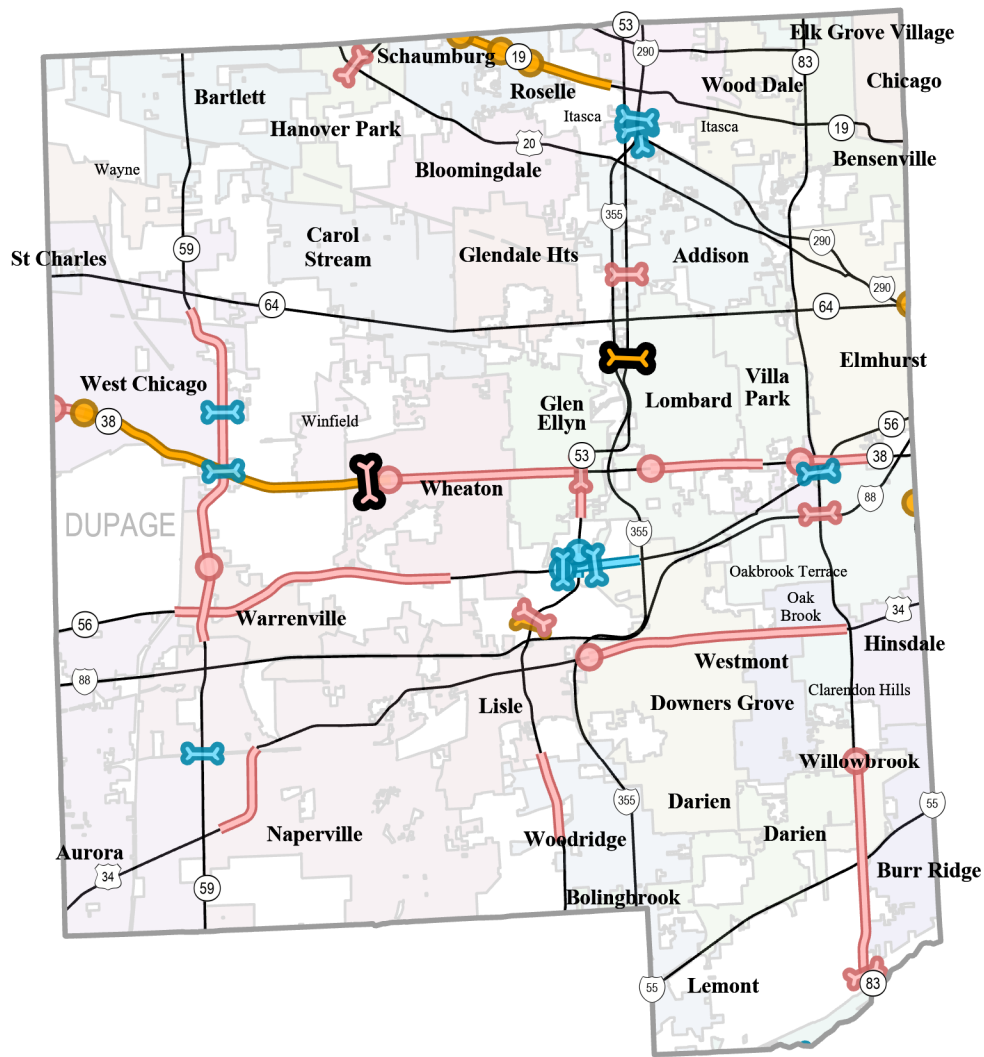 53
Elk Grove Village
Schaumburg
19
290
83
Chicago
Bartlett
Roselle
Wood Dale
Itasca
Itasca
Hanover Park
19
20
Bensenville
Wayne
Bloomingdale
355
Carol
Stream
59
290
St Charles
Glendale Hts
Addison
290
64
64
Elmhurst
West Chicago
Villa
Park
Glen
Ellyn
Lombard
38
Winfield
56
53
38
Wheaton
88
DUPAGE
355
Oakbrook Terrace
Oak
Brook
34
Warrenville
56
Hinsdale
Westmont
88
Clarendon Hills
Lisle
Downers Grove
Willowbrook
355
Darien
55
Naperville
Woodridge
Darien
Aurora
Burr Ridge
34
59
Bolingbrook
55
Lemont
83